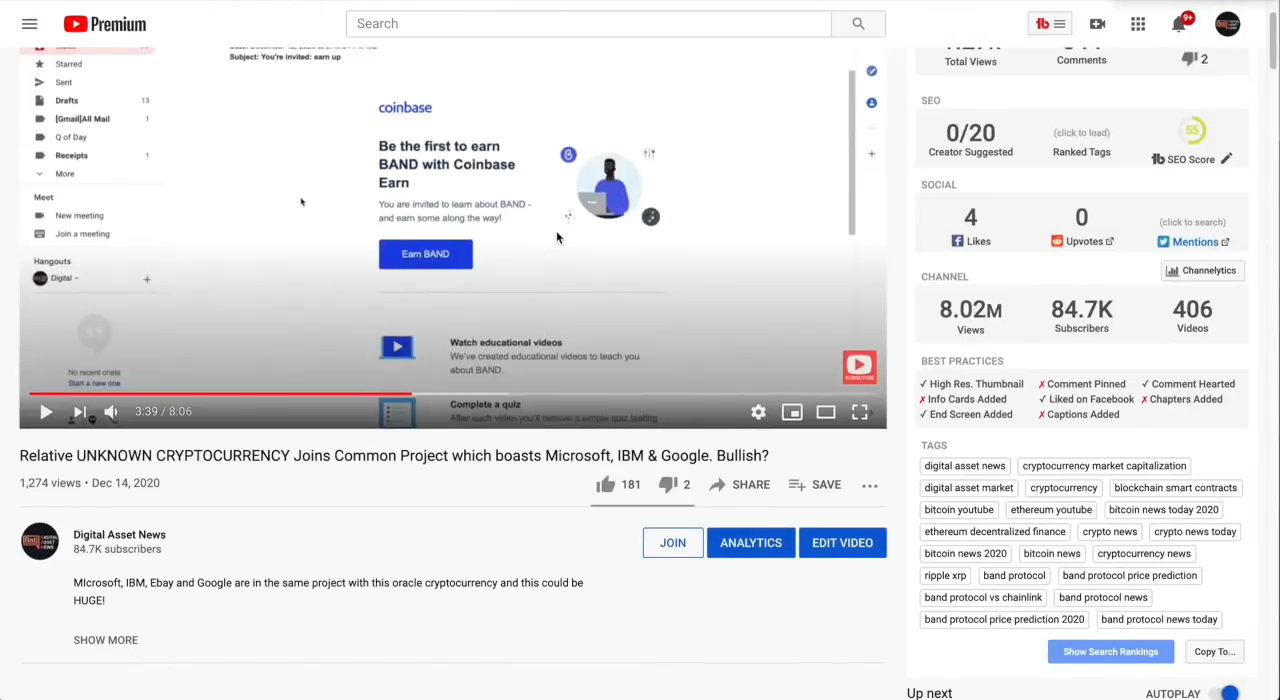 Premium
Search
9+
Starred
Sent
Drafts 13
[Gmail]All Mail 1
Q of Day
Receipts 1
More
Meet
New meeting
Join a meeting
Hangouts
Digital
No recent chats
Start a new one
Subject: You're invited: earn up
coinbase
Be the first to earn
BAND with Coinbase
Earn
You are invited to learn about BAND -
and earn some along the way!
Earn BAND
Watch educational videos
We've created educational videos to teach you
about BAND.
Complete a quiz
After each video you'll receive a simple quiz testing
SUBSCRIBE
3:39 / 8:06
Relative UNKNOWN CRYPTOCURRENCY Joins Common Project which boasts Microsoft, IBM & Google. Bullish?
1,274 views • Dec 14, 2020
181 2 SHARE SAVE
Digital Asset News
84.7K subscribers
JOIN ANALYTICS EDIT VIDEO
MIcrosoft, IBM, Ebay and Google are in the same project with this oracle cryptocurrency and this could be
HUGE!
SHOW MORE
Total Views Comments 2
SEO
0/20 (click to load) 55
Creator Suggested Ranked Tags SEO Score
SOCIAL
4 0 (click to search)
Likes Upvotes Mentions
CHANNEL Channelytics
8.02M 84.7K 406
Views Subscribers Videos
BEST PRACTICES
✓ High Res. Thumbnail ✗ Comment Pinned ✓ Comment Hearted
✗ Info Cards Added ✓ Liked on Facebook ✗ Chapters Added
✓ End Screen Added ✗ Captions Added
TAGS
digital asset news cryptocurrency market capitalization
digital asset market cryptocurrency blockchain smart contracts
bitcoin youtube ethereum youtube bitcoin news today 2020
ethereum decentralized finance crypto news crypto news today
bitcoin news 2020 bitcoin news cryptocurrency news
ripple xrp band protocol band protocol price prediction
band protocol vs chainlink band protocol news
band protocol price prediction 2020 band protocol news today
Show Search Rankings Copy To...
Up next AUTOPLAY